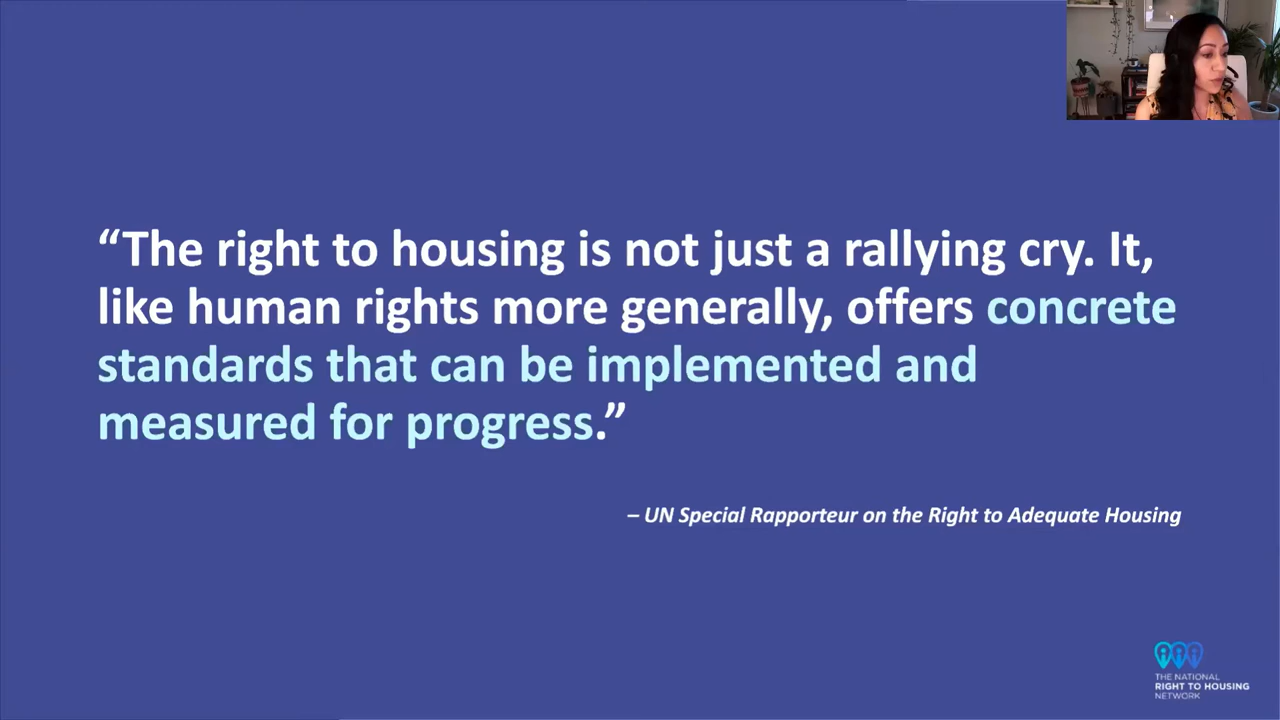 “The right to housing is not just a rallying cry. It,
like human rights more generally, offers concrete
standards that can be implemented and
measured for progress.”
– UN Special Rapporteur on the Right to Adequate Housing
THE NATIONAL
RIGHT TO HOUSING
NETWORK